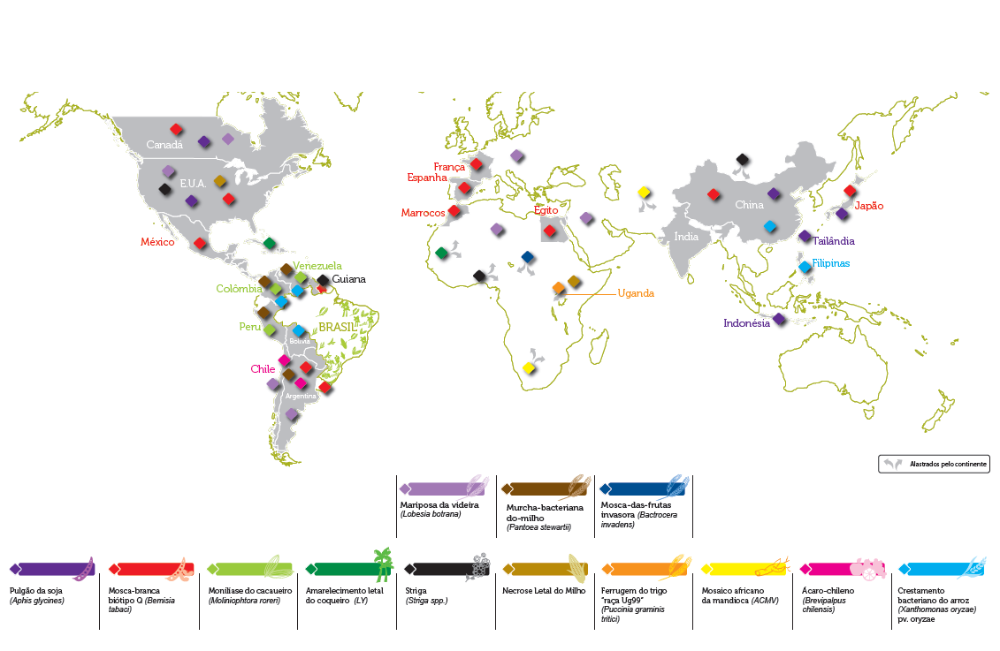 Canadá
E.U.A.
México
Venezuela
Guiana
Colômbia
Peru
BRASIL
Bolivia
Chile
Argentina
França
Espanha
Marrocos
Egito
Uganda
China
India
Japão
Tailândia
Filipinas
Indonésia
Alastrados pelo continente
Mariposa da videira
(Lobesia botrana)
Murcha-bacteriana
do-milho
(Pantoea stewartii)
Mosca-das-frutas
invasora (Bactrocera
invadens)
Pulgão da soja
(Aphis glycines)
Mosca-branca
biótipo Q (Bemisia
tabaci)
Moníliase do cacaueiro
(Moliniophtora roreri)
Amarelecimento letal
do coqueiro (LY)
Striga
(Striga spp.)
Necrose Letal do Milho
Ferrugem do trigo
"raça Ug99"
(Puccinia graminis
tritici)
Mosaico africano
da mandioca (ACMV)
Ácaro-chileno
(Brevipalpus
chilensis)
Crestamento
bacteriano do arroz
(Xanthomonas oryzae)
pv. oryzae